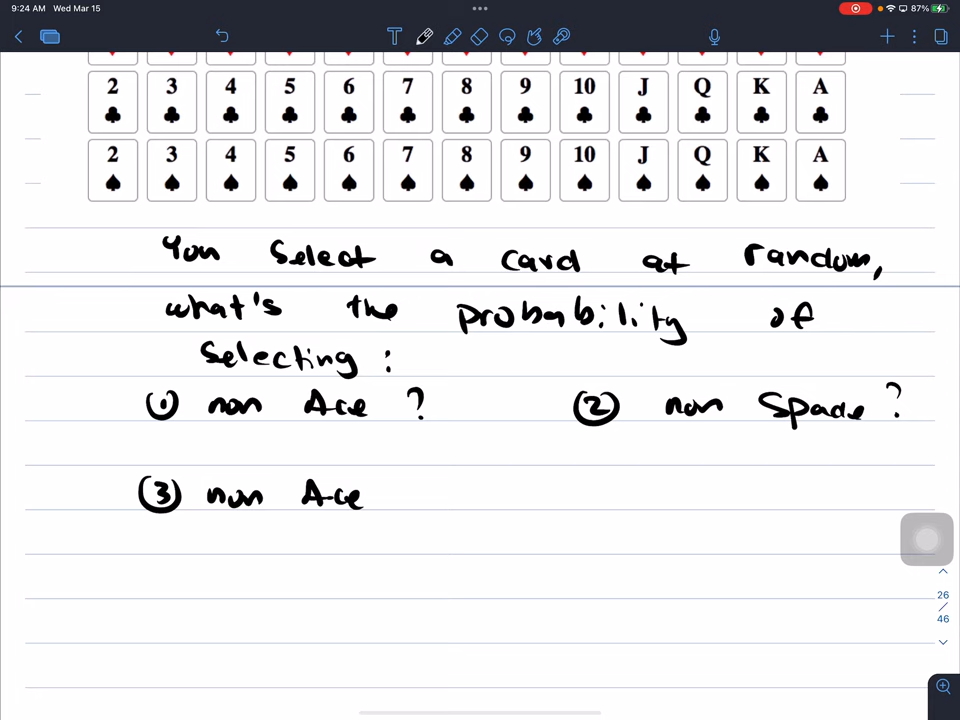 9:24 AM Wed Mar 15
87%
2 3 4 5 6 7 8 9 10 J Q K A
2 3 4 5 6 7 8 9 10 J Q K A
You select a card at random,
what's the probability of
selecting :
① non Ace ? ② non Spade ?
③ non Ace
26
/
46